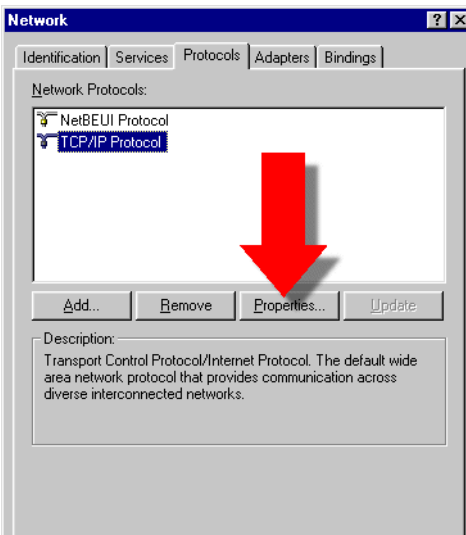 Network
Identification Services Protocols Adapters Bindings
Network Protocols:
NetBEUI Protocol
TCP/IP Protocol
Add... Remove Properties... Update
Description:
Transport Control Protocol/Internet Protocol. The default wide
area network protocol that provides communication across
diverse interconnected networks.